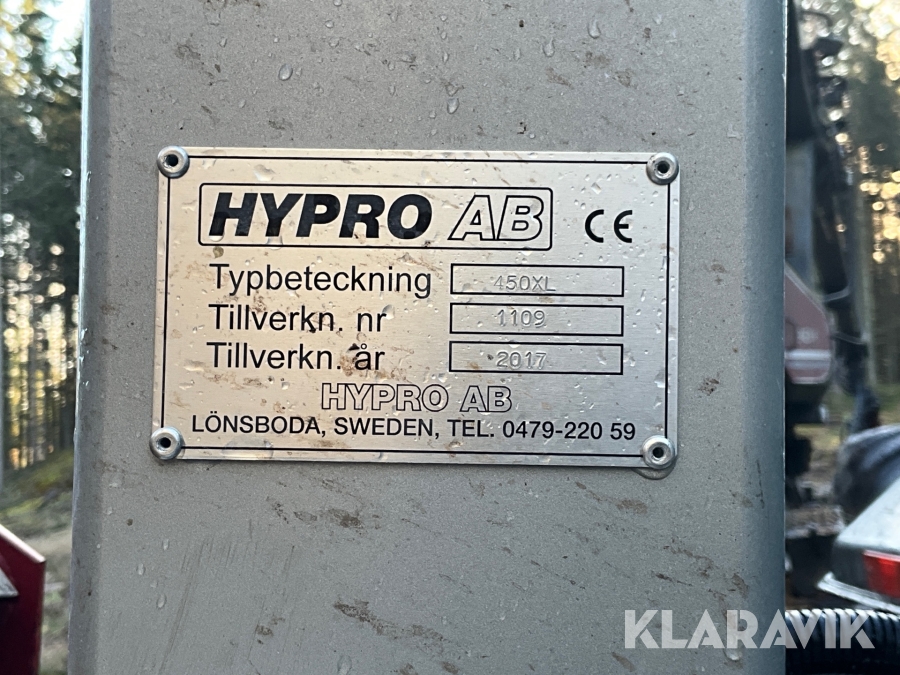 HYPRO AB CE
Typbeteckning 450XL
Tillverkn. nr 1109
Tillverkn. år 2017
HYPRO AB
LÖNSBODA, SWEDEN, TEL. 0479-220 59
KLARAVIK